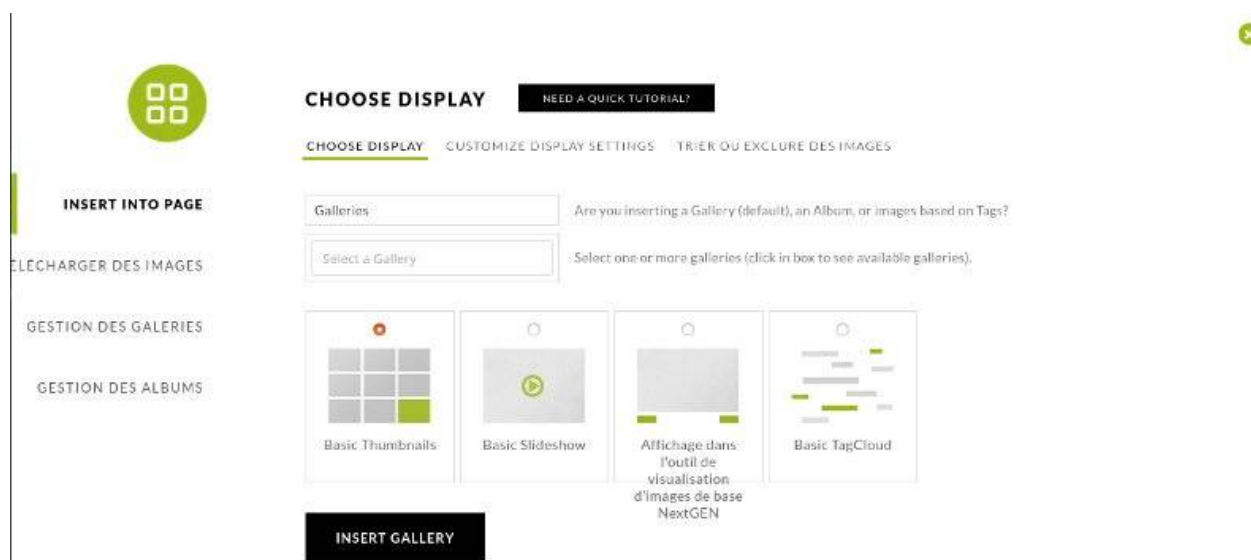 CHOOSE DISPLAY
NEED A QUICK TUTORIAL?
CHOOSE DISPLAY
CUSTOMIZE DISPLAY SETTINGS
TRIER OU EXCLURE DES IMAGES
INSERT INTO PAGE
ÉLÉCHARGER DES IMAGES
GESTION DES GALERIES
GESTION DES ALBUMS
Galleries
Are you inserting a Gallery (default), an Album, or images based on Tags?
Select a Gallery
Select one or more galleries (click in box to see available galleries).
Basic Thumbnails
Basic Slideshow
Affichage dans
l'outil de
visualisation
d'images de base
NextGEN
Basic TagCloud
INSERT GALLERY